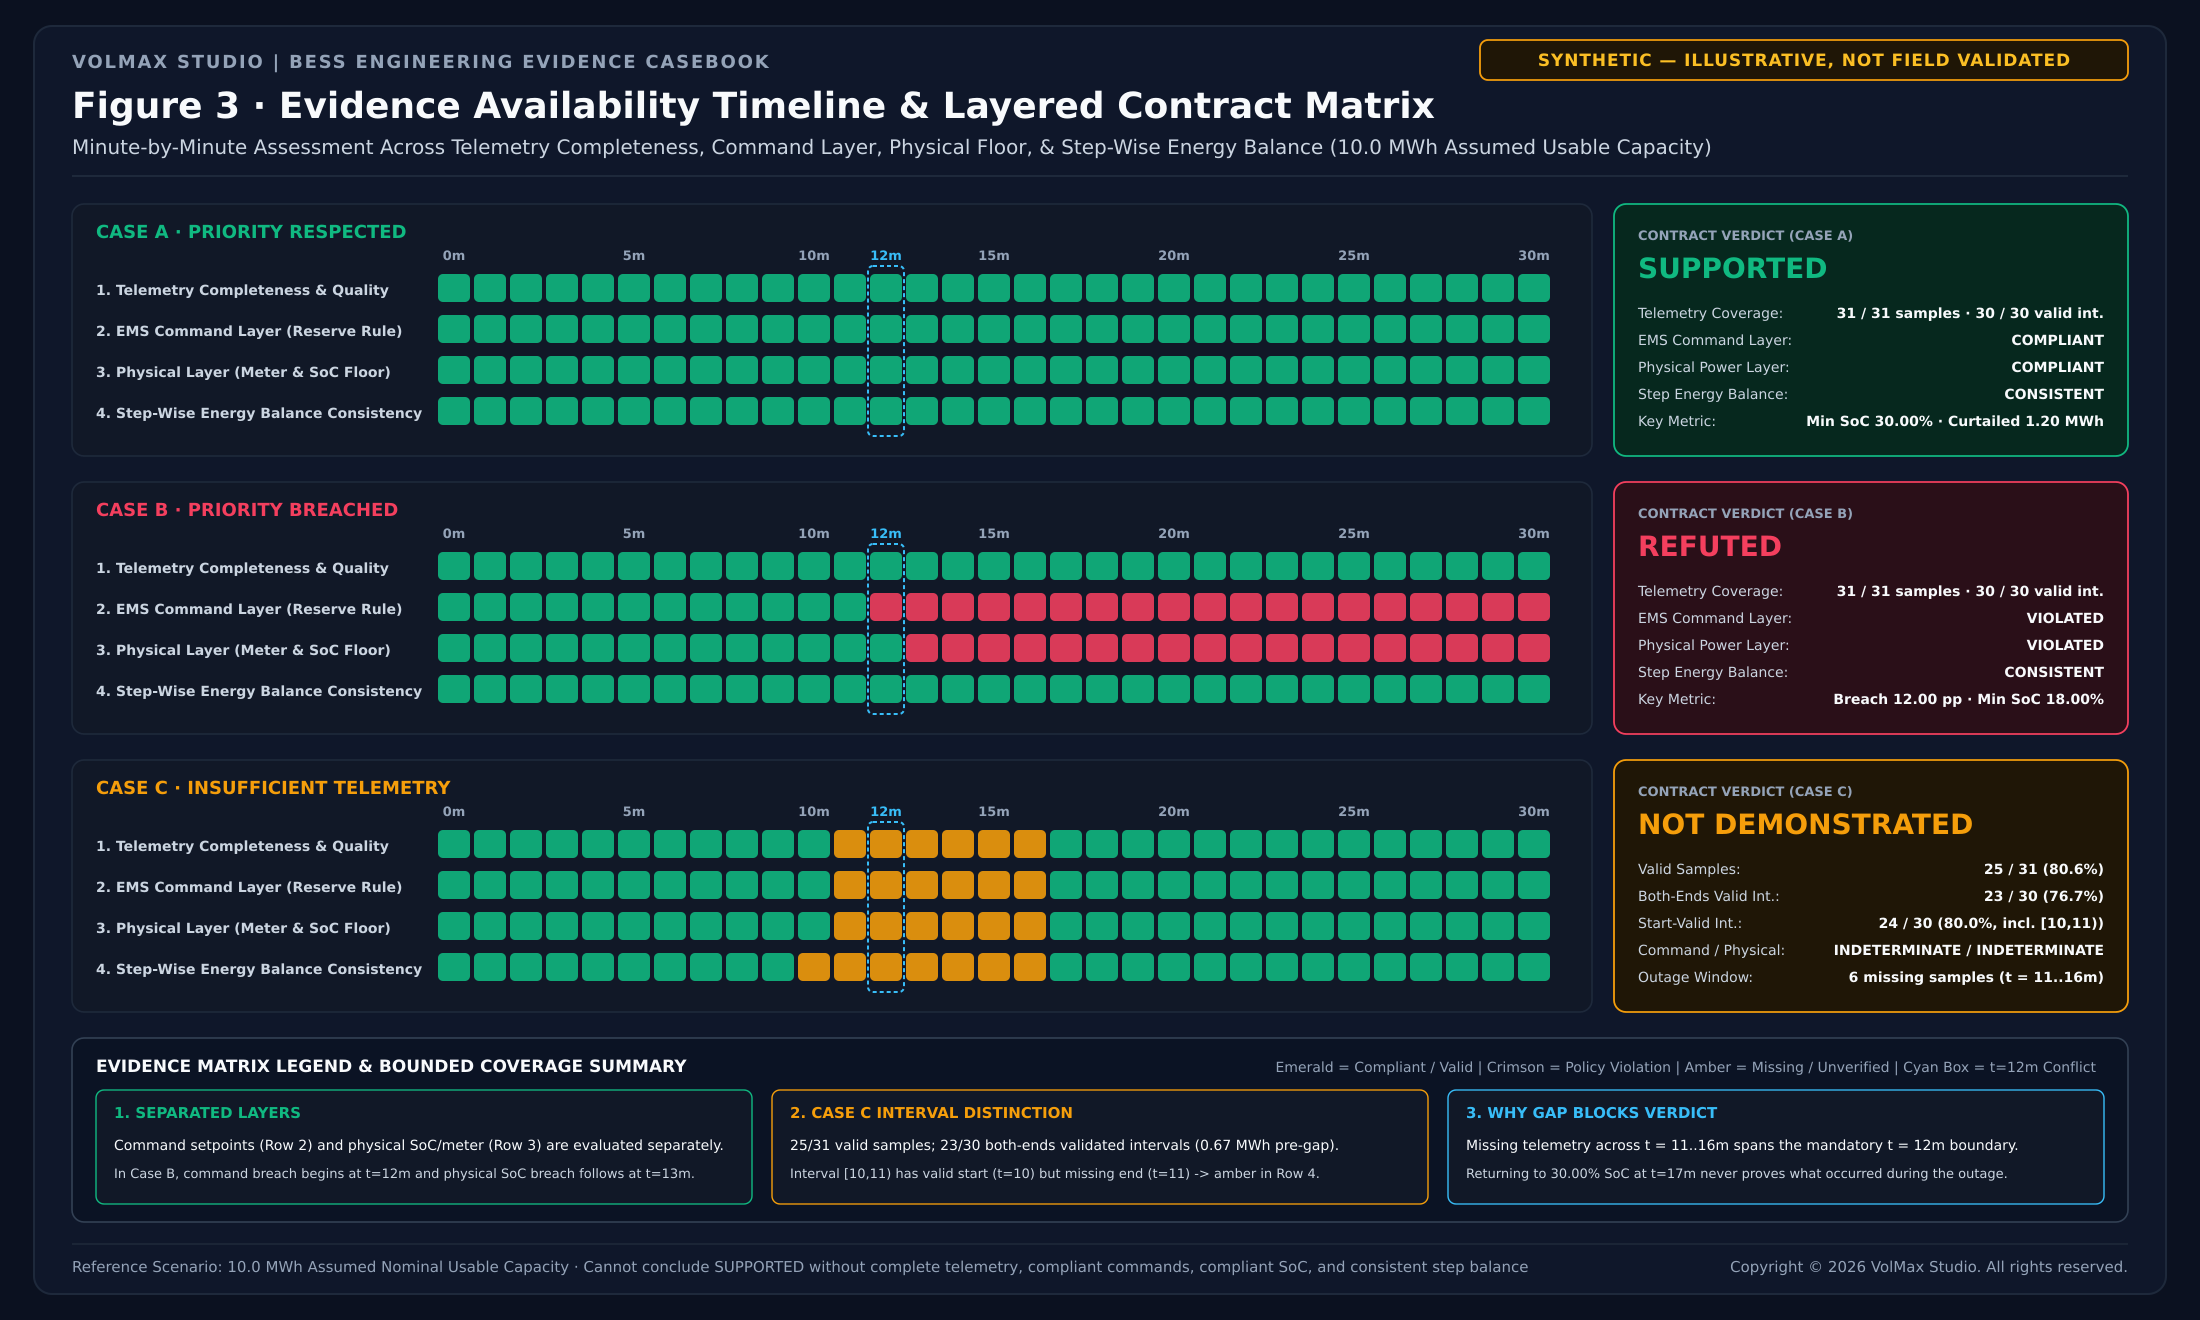 VOLMAX STUDIO | BESS ENGINEERING EVIDENCE CASEBOOK
SYNTHETIC — ILLUSTRATIVE, NOT FIELD VALIDATED
Figure 3 · Evidence Availability Timeline & Layered Contract Matrix
Minute-by-Minute Assessment Across Telemetry Completeness, Command Layer, Physical Floor, & Step-Wise Energy Balance (10.0 MWh Assumed Usable Capacity)
CASE A · PRIORITY RESPECTED
0m 5m 10m 12m 15m 20m 25m 30m
1. Telemetry Completeness & Quality
2. EMS Command Layer (Reserve Rule)
3. Physical Layer (Meter & SoC Floor)
4. Step-Wise Energy Balance Consistency
CONTRACT VERDICT (CASE A)
SUPPORTED
Telemetry Coverage: 31 / 31 samples · 30 / 30 valid int.
EMS Command Layer: COMPLIANT
Physical Power Layer: COMPLIANT
Step Energy Balance: CONSISTENT
Key Metric: Min SoC 30.00% · Curtailed 1.20 MWh
CASE B · PRIORITY BREACHED
0m 5m 10m 12m 15m 20m 25m 30m
1. Telemetry Completeness & Quality
2. EMS Command Layer (Reserve Rule)
3. Physical Layer (Meter & SoC Floor)
4. Step-Wise Energy Balance Consistency
CONTRACT VERDICT (CASE B)
REFUTED
Telemetry Coverage: 31 / 31 samples · 30 / 30 valid int.
EMS Command Layer: VIOLATED
Physical Power Layer: VIOLATED
Step Energy Balance: CONSISTENT
Key Metric: Breach 12.00 pp · Min SoC 18.00%
CASE C · INSUFFICIENT TELEMETRY
0m 5m 10m 12m 15m 20m 25m 30m
1. Telemetry Completeness & Quality
2. EMS Command Layer (Reserve Rule)
3. Physical Layer (Meter & SoC Floor)
4. Step-Wise Energy Balance Consistency
CONTRACT VERDICT (CASE C)
NOT DEMONSTRATED
Valid Samples: 25 / 31 (80.6%)
Both-Ends Valid Int.: 23 / 30 (76.7%)
Start-Valid Int.: 24 / 30 (80.0%, incl. [10,11))
Command / Physical: INDETERMINATE / INDETERMINATE
Outage Window: 6 missing samples (t = 11..16m)
EVIDENCE MATRIX LEGEND & BOUNDED COVERAGE SUMMARY
Emerald = Compliant / Valid | Crimson = Policy Violation | Amber = Missing / Unverified | Cyan Box = t=12m Conflict
1. SEPARATED LAYERS
Command setpoints (Row 2) and physical SoC/meter (Row 3) are evaluated separately.
In Case B, command breach begins at t=12m and physical SoC breach follows at t=13m.
2. CASE C INTERVAL DISTINCTION
25/31 valid samples; 23/30 both-ends validated intervals (0.67 MWh pre-gap).
Interval [10,11) has valid start (t=10) but missing end (t=11) -> amber in Row 4.
3. WHY GAP BLOCKS VERDICT
Missing telemetry across t = 11..16m spans the mandatory t = 12m boundary.
Returning to 30.00% SoC at t=17m never proves what occurred during the outage.
Reference Scenario: 10.0 MWh Assumed Nominal Usable Capacity · Cannot conclude SUPPORTED without complete telemetry, compliant commands, compliant SoC, and consistent step balance
Copyright © 2026 VolMax Studio. All rights reserved.